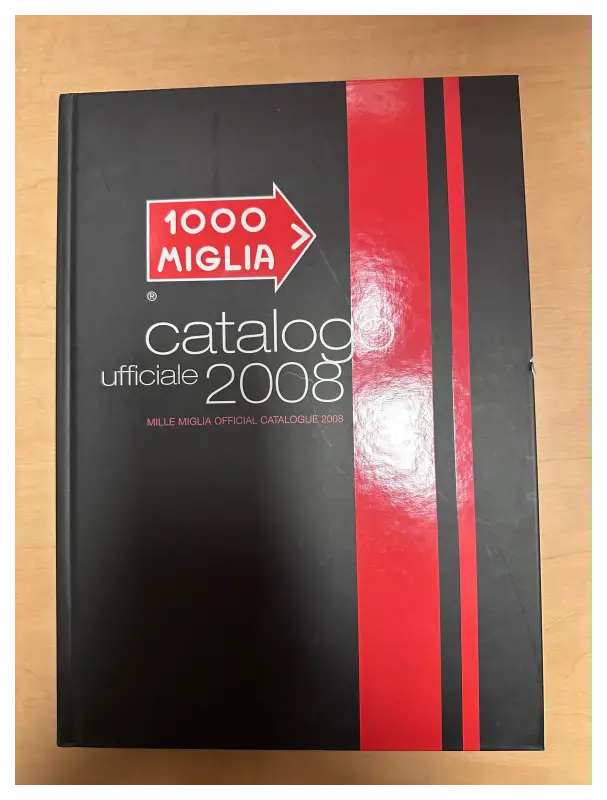 1000
MIGLIA
®
catalogo
ufficiale 2008
MILLE MIGLIA OFFICIAL CATALOGUE 2008